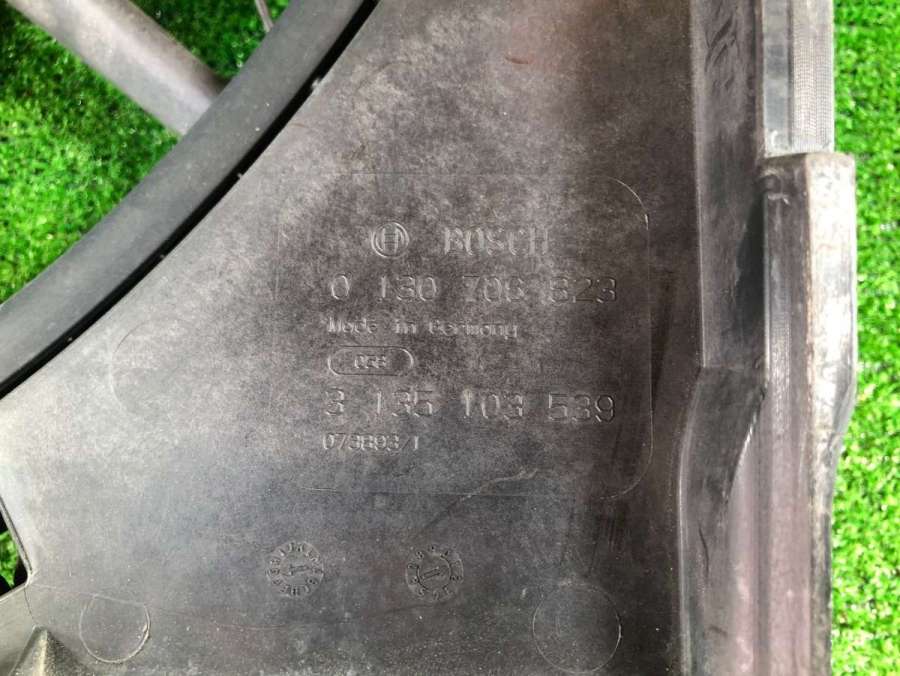 BOSCH
0 130 706 823
Made in Germany
3 135 103 539